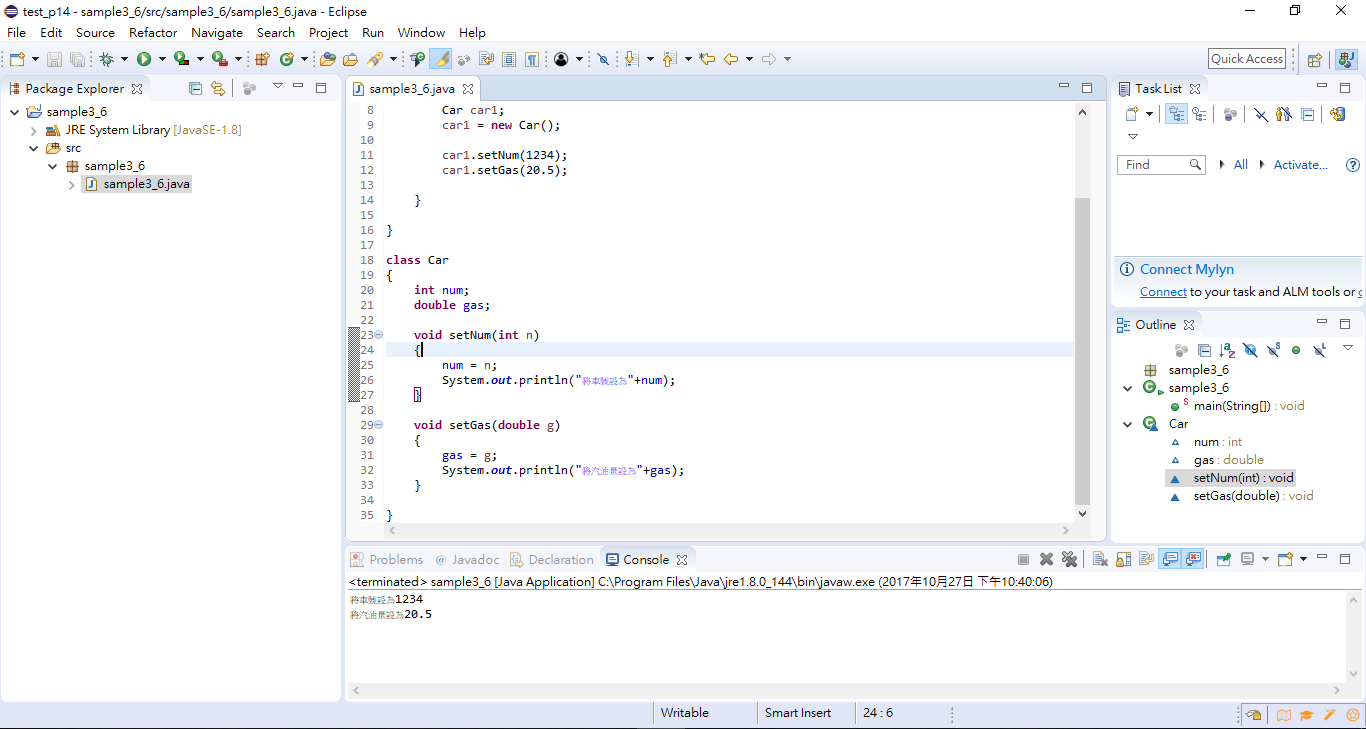 test_p14 - sample3_6/src/sample3_6/sample3_6.java - Eclipse
File Edit Source Refactor Navigate Search Project Run Window Help
Quick Access
Package Explorer
sample3_6
JRE System Library [JavaSE-1.8]
src
sample3_6
sample3_6.java
sample3_6.java
8 Car car1;
9 car1 = new Car();
10
11 car1.setNum(1234);
12 car1.setGas(20.5);
13
14 }
15
16 }
17
18 class Car
19 {
20 int num;
21 double gas;
22
23 void setNum(int n)
24 {
25 num = n;
26 System.out.println("將車號設為"+num);
27 }
28
29 void setGas(double g)
30 {
31 gas = g;
32 System.out.println("將汽油量設為"+gas);
33 }
34
35 }
Task List
Find All Activate...
Connect Mylyn
Connect to your task and ALM tools or c
Outline
sample3_6
sample3_6
main(String[]) : void
Car
num : int
gas : double
setNum(int) : void
setGas(double) : void
Problems Javadoc Declaration Console
<terminated> sample3_6 [Java Application] C:\Program Files\Java\jre1.8.0_144\bin\javaw.exe (2017年10月27日 下午10:40:06)
將車號設為1234
將汽油量設為20.5
Writable Smart Insert 24 : 6